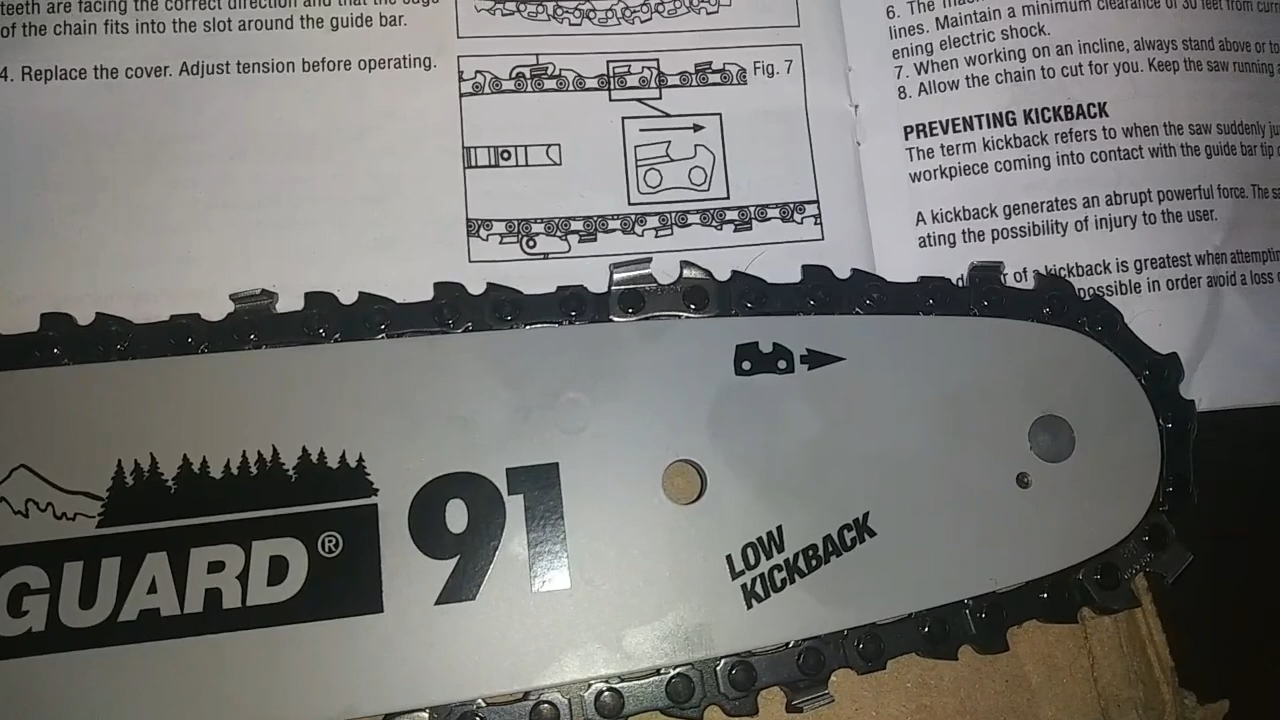 teeth are facing the correct direction and that the
of the chain fits into the slot around the guide bar.
4. Replace the cover. Adjust tension before operating.
Fig. 7
6. The
lines. Maintain a minimum clearance of 30 feet from
ening electric shock.
7. When working on an incline, always stand above or to
8. Allow the chain to cut for you. Keep the saw running
PREVENTING KICKBACK
The term kickback refers to when the saw suddenly
workpiece coming into contact with the guide bar tip
A kickback generates an abrupt powerful force. The
ating the possibility of injury to the user.
of a kickback is greatest when
possible in order avoid a loss
GUARD®
91
LOW
KICKBACK